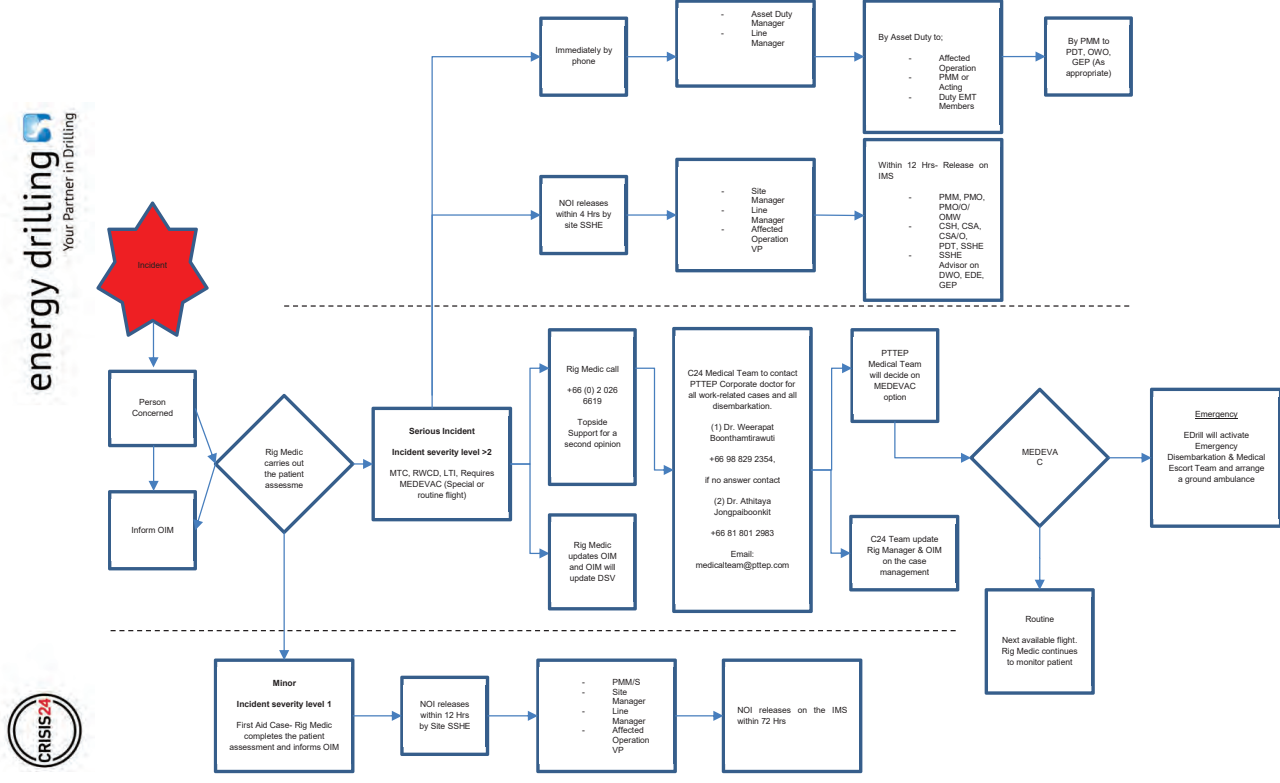 energy drilling
Your Partner in Drilling
Incident
Person
Concerned
Inform OIM
Rig Medic
carries out
the patient
assessme
Serious Incident
Incident severity level >2
MTC, RWCD, LTI, Requires
MEDEVAC (Special or
routine flight)
Immediately by
phone
- Asset Duty
Manager
- Line
Manager
By Asset Duty to;
- Affected
Operation
- PMM or
Acting
- Duty EMT
Members
By PMM to
PDT, OWO,
GEP (As
appropriate)
NOI releases
within 4 Hrs by
site SSHE
- Site
Manager
- Line
Manager
- Affected
Operation
VP
Within 12 Hrs- Release on
IMS
- PMM, PMO,
PMO/O/
OMW
- CSH, CSA,
CSA/O,
PDT, SSHE
- SSHE
Advisor on
DWO, EDE,
GEP
Rig Medic call
+66 (0) 2 026
6619
Topside
Support for a
second opinion
Rig Medic
updates OIM
and OIM will
update DSV
C24 Medical Team to contact
PTTEP Corporate doctor for
all work-related cases and all
disembarkation.
(1) Dr. Weerapat
Boonthamtirawuti
+66 98 829 2354,
if no answer contact
(2) Dr. Athitaya
Jongpaiboonkit
+66 81 801 2983
Email:
medicalteam@pttep.com
PTTEP
Medical Team
will decide on
MEDEVAC
option
C24 Team update
Rig Manager & OIM
on the case
management
MEDEVA
C
Emergency
EDrill will activate
Emergency
Disembarkation & Medical
Escort Team and arrange
a ground ambulance
Routine
Next available flight.
Rig Medic continues
to monitor patient
Minor
Incident severity level 1
First Aid Case- Rig Medic
completes the patient
assessment and informs OIM
NOI releases
within 12 Hrs
by Site SSHE
- PMM/S
- Site
Manager
- Line
Manager
- Affected
Operation
VP
NOI releases on the IMS
within 72 Hrs
CRISIS24